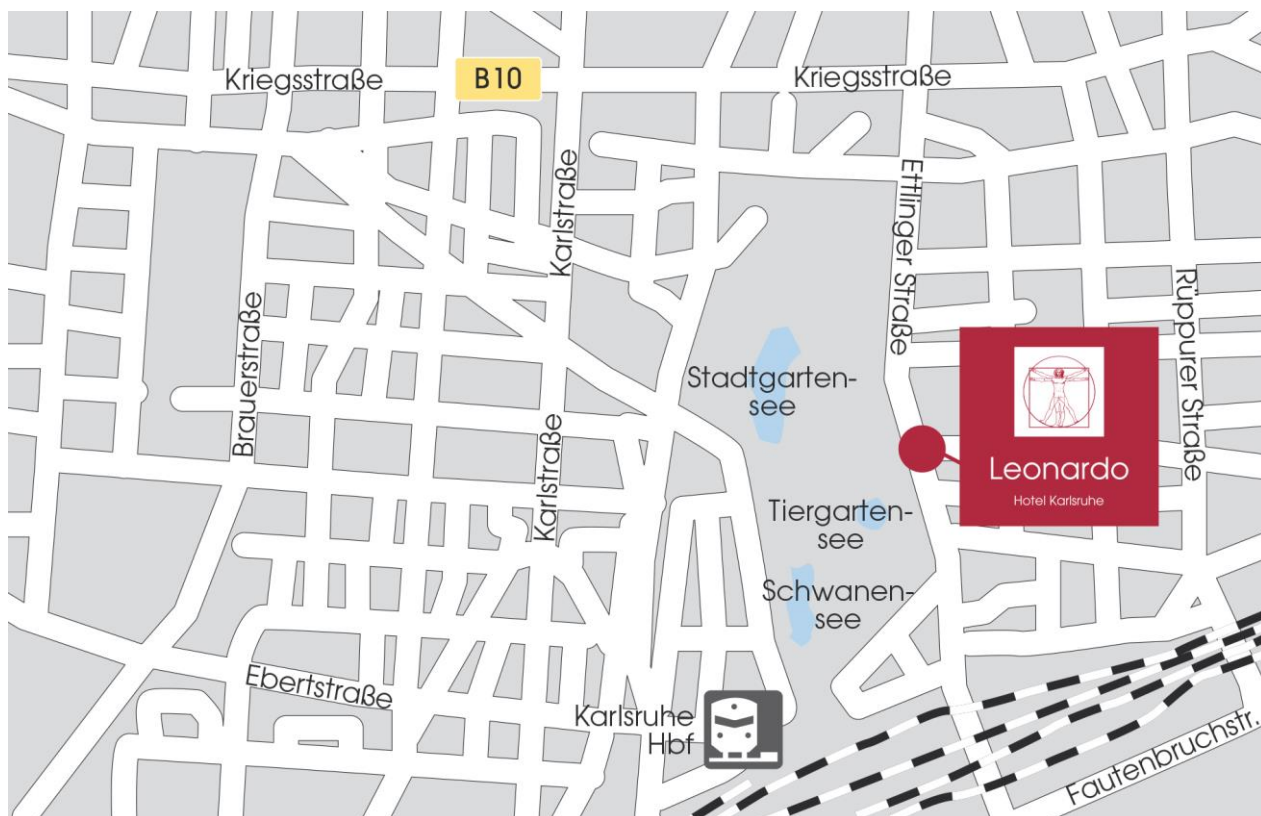 Kriegsstraße
B10
Kriegsstraße
Karlstraße
Ettlinger Straße
Brauerstraße
Rüppurer Straße
Stadtgarten-
see
Karlstraße
Leonardo
Hotel Karlsruhe
Tiergarten-
see
Schwanen-
see
Ebertstraße
Karlsruhe
Hbf
Fautenbruchstr.